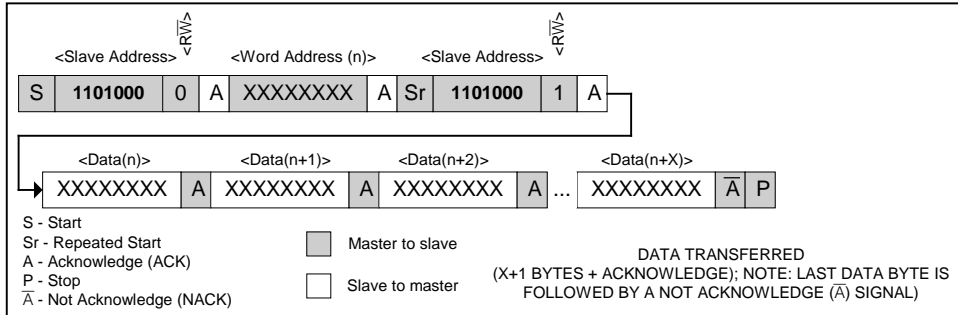 <RW̅> <RW̅>
<Slave Address> <Word Address (n)> <Slave Address>
S 1101000 0 A XXXXXXXX A Sr 1101000 1 A
<Data(n)> <Data(n+1)> <Data(n+2)> <Data(n+X)>
XXXXXXXX A XXXXXXXX A XXXXXXXX A ... XXXXXXXX A̅ P
S - Start
Sr - Repeated Start
A - Acknowledge (ACK)
P - Stop
A̅ - Not Acknowledge (NACK)
Master to slave
Slave to master
DATA TRANSFERRED
(X+1 BYTES + ACKNOWLEDGE); NOTE: LAST DATA BYTE IS
FOLLOWED BY A NOT ACKNOWLEDGE (A̅) SIGNAL)